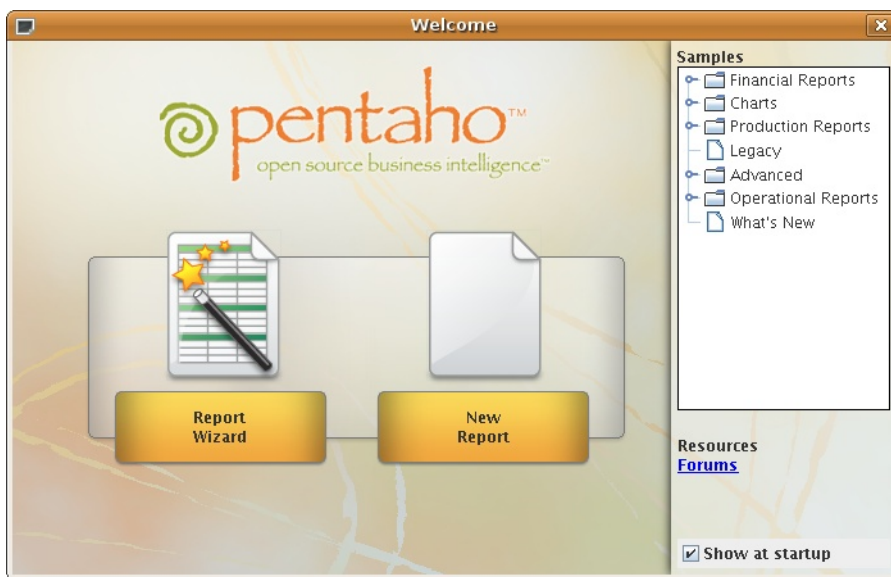 Welcome
pentaho™
open source business intelligence™
Report
Wizard
New
Report
Samples
Financial Reports
Charts
Production Reports
Legacy
Advanced
Operational Reports
What's New
Resources
Forums
Show at startup